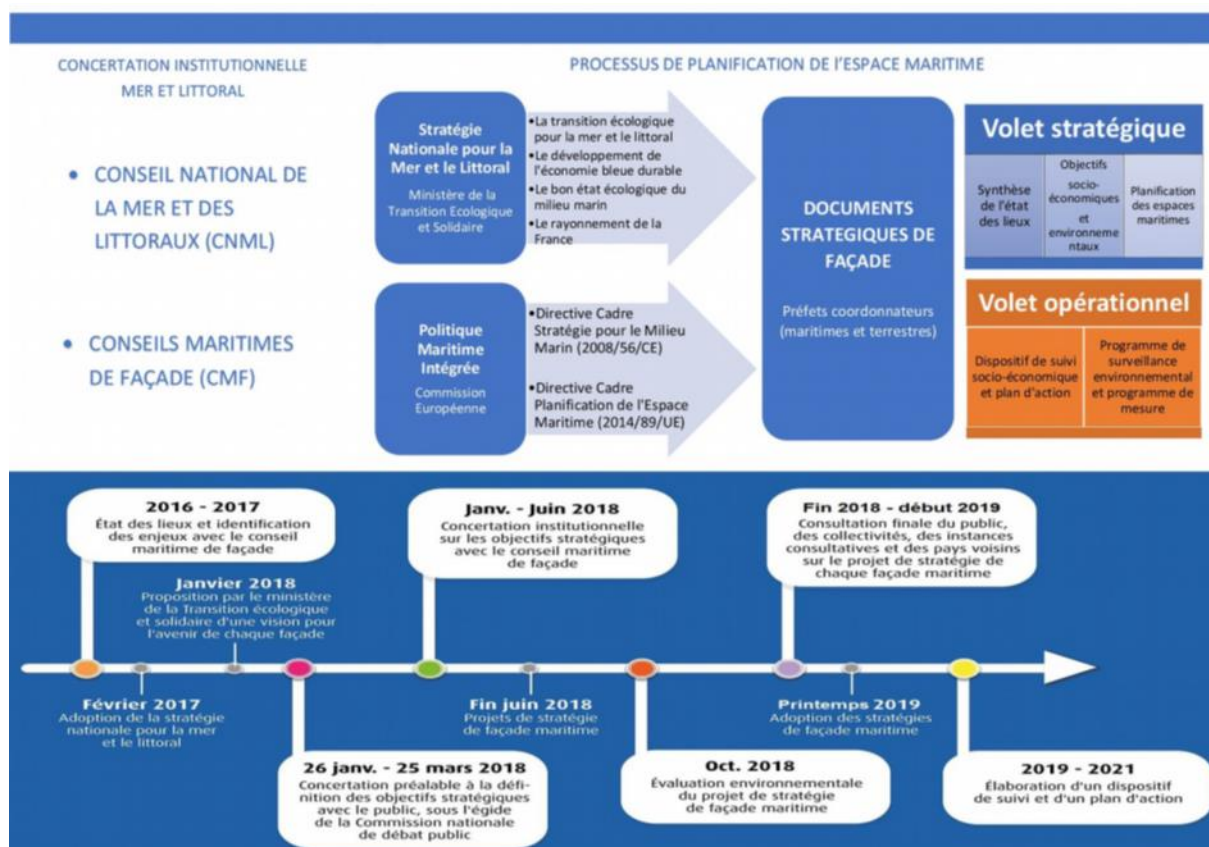 CONCERTATION INSTITUTIONNELLE
MER ET LITTORAL
• CONSEIL NATIONAL DE
LA MER ET DES
LITTORAUX (CNML)
• CONSEILS MARITIMES
DE FAÇADE (CMF)
PROCESSUS DE PLANIFICATION DE l'ESPACE MARITIME
Stratégie
Nationale pour la
Mer et le Littoral
Ministère de la
Transition Ecologique
et Solidaire
•La transition écologique
pour la mer et le littoral
•Le développement de
l'économie bleue durable
•Le bon état écologique du
milieu marin
•Le rayonnement de la
France
Politique
Maritime
Intégrée
Commission
Européenne
•Directive Cadre
Stratégie pour le Milieu
Marin (2008/56/CE)
•Directive Cadre
Planification de l'Espace
Maritime (2014/89/UE)
DOCUMENTS
STRATEGIQUES DE
FAÇADE
Préfets coordonnateurs
(maritimes et terrestres)
Volet stratégique
Synthèse
de l'état
des lieux
Objectifs
socio-
économiques
et
environneme
ntaux
Planification
des espaces
maritimes
Volet opérationnel
Dispositif de suivi
socio-économique
et plan d'action
Programme de
surveillance
environnemental
et programme de
mesure
2016 - 2017
État des lieux et identification
des enjeux avec le conseil
maritime de façade
Janvier 2018
Proposition par le ministère
de la Transition écologique
et solidaire d'une vision pour
l'avenir de chaque façade
Janv. - Juin 2018
Concertation institutionnelle
sur les objectifs stratégiques
avec le conseil maritime
de façade
Fin 2018 - début 2019
Consultation finale du public,
des collectivités, des instances
consultatives et des pays voisins
sur le projet de stratégie de
chaque façade maritime
Février 2017
Adoption de la stratégie
nationale pour la mer
et le littoral
26 janv. - 25 mars 2018
Concertation préalable à la défi-
nition des objectifs stratégiques
avec le public, sous l'égide
de la Commission nationale
de débat public
Fin juin 2018
Projets de stratégie
de façade maritime
Oct. 2018
Évaluation environnementale
du projet de stratégie
de façade maritime
Printemps 2019
Adoption des stratégies
de façade maritime
2019 - 2021
Élaboration d'un dispositif
de suivi et d'un plan d'action